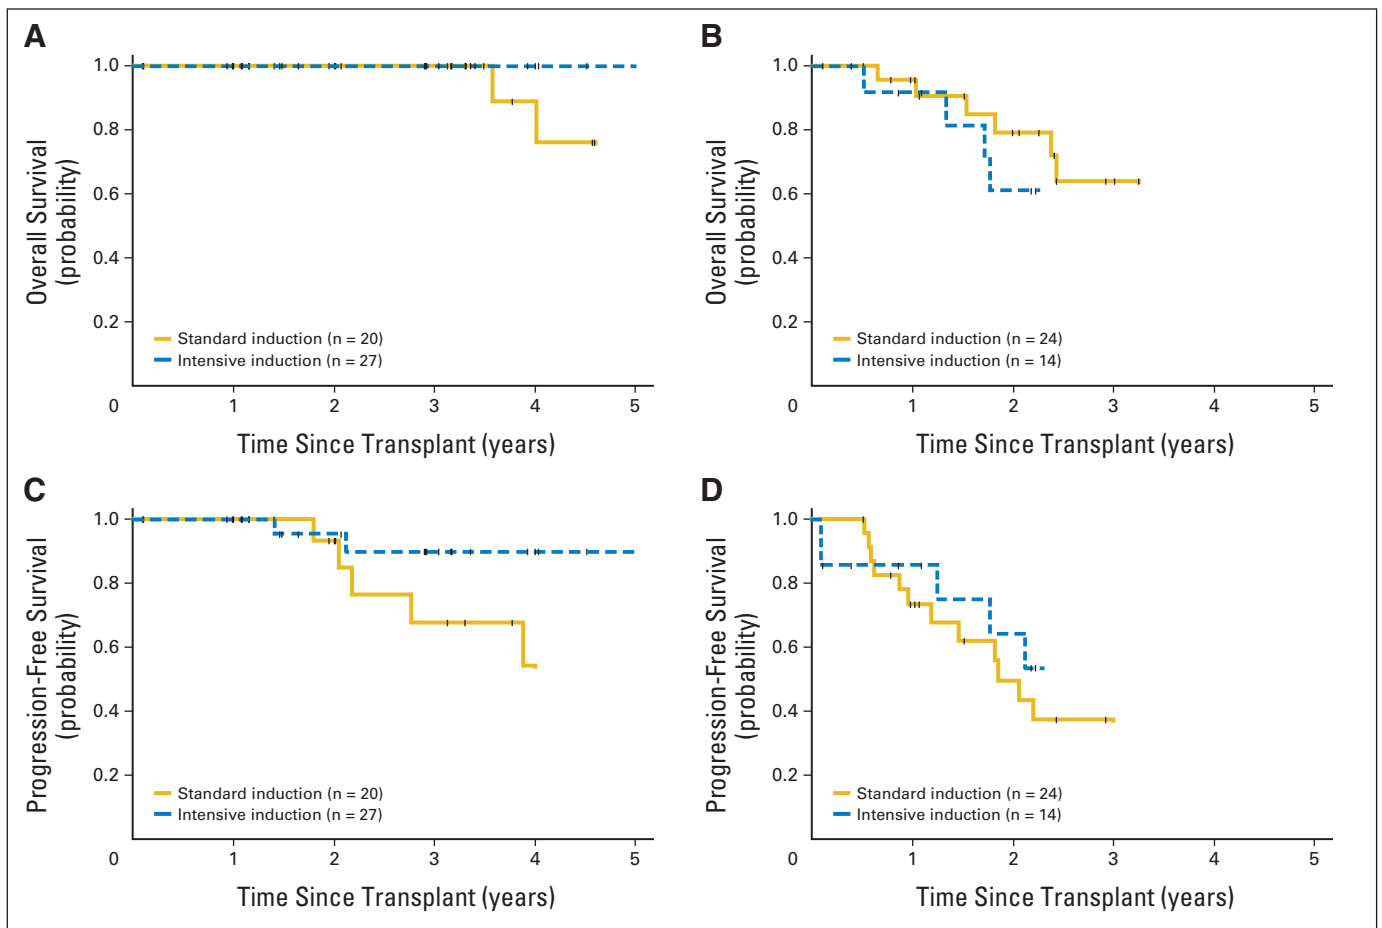 A
1.0
0.8
0.6
0.4
0.2
0
1
2
3
4
5
Overall Survival
(probability)
Standard induction (n = 20)
Intensive induction (n = 27)
Time Since Transplant (years)
B
1.0
0.8
0.6
0.4
0.2
0
1
2
3
4
5
Overall Survival
(probability)
Standard induction (n = 24)
Intensive induction (n = 14)
Time Since Transplant (years)
C
1.0
0.8
0.6
0.4
0.2
0
1
2
3
4
5
Progression-Free Survival
(probability)
Standard induction (n = 20)
Intensive induction (n = 27)
Time Since Transplant (years)
D
1.0
0.8
0.6
0.4
0.2
0
1
2
3
4
5
Progression-Free Survival
(probability)
Standard induction (n = 24)
Intensive induction (n = 14)
Time Since Transplant (years)